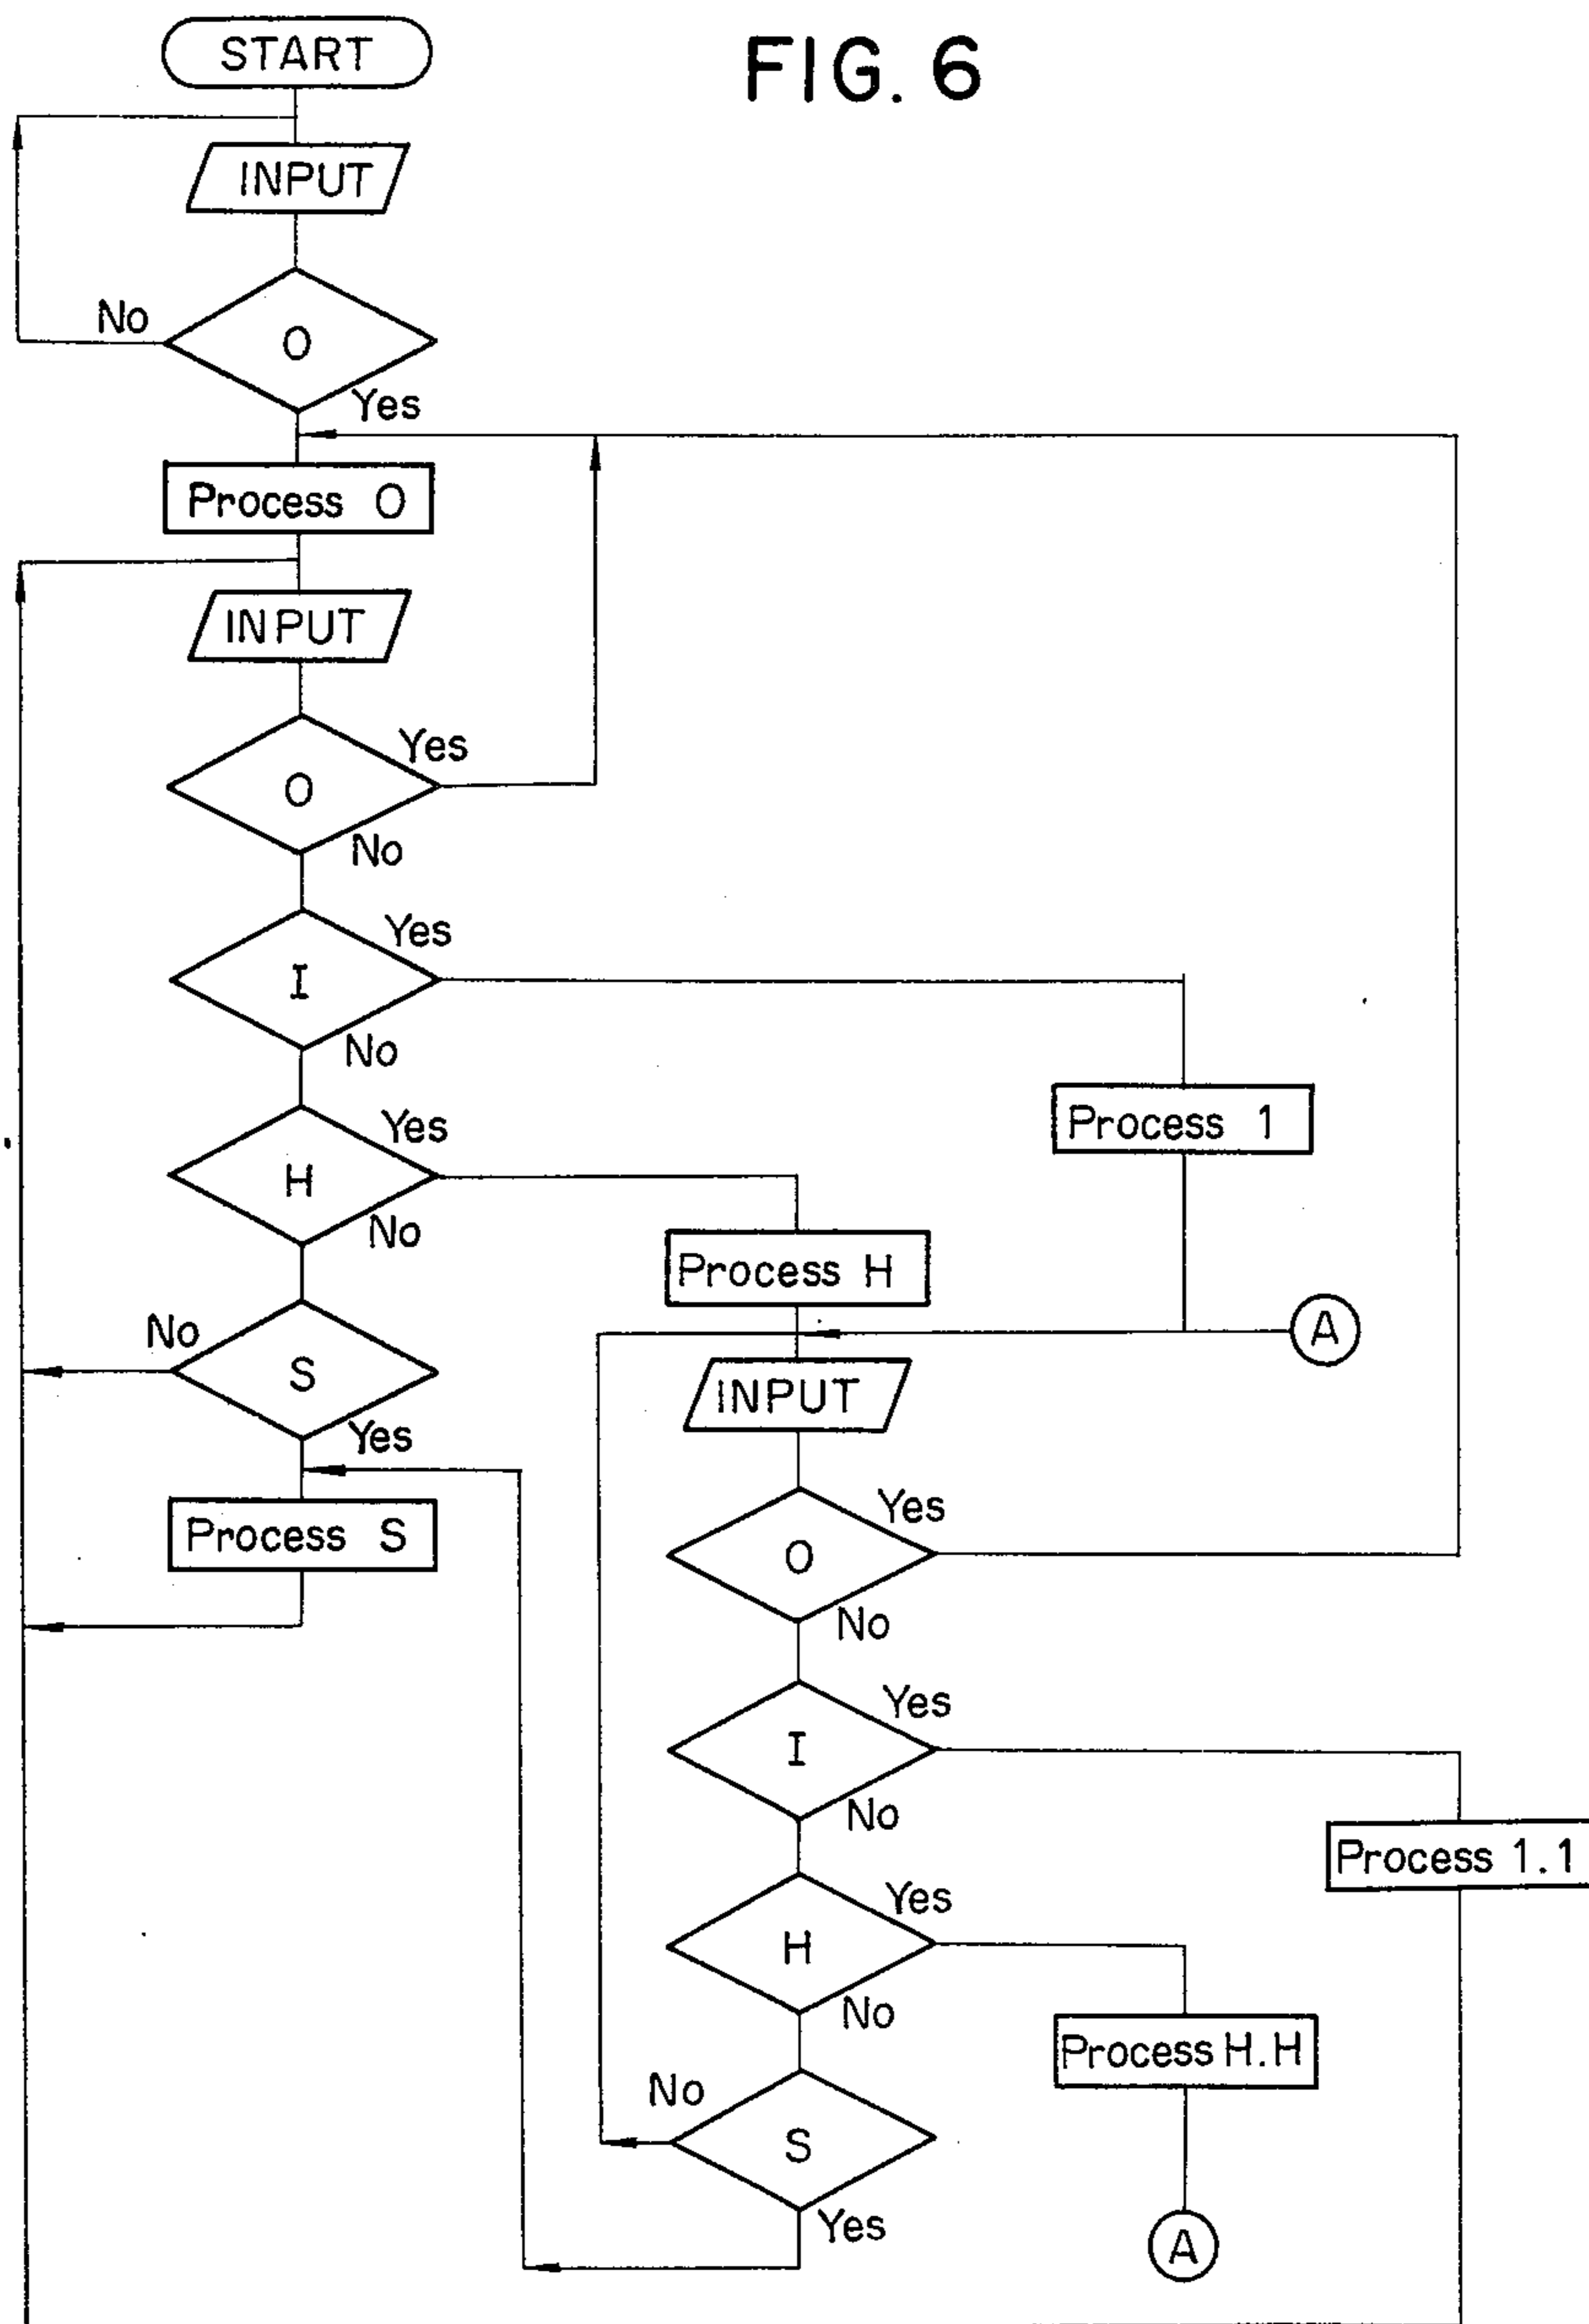 START
FIG. 6
INPUT
O
No
Yes
Process O
INPUT
O
Yes
No
I
Yes
No
Process 1
H
Yes
No
Process H
A
S
No
Yes
INPUT
Process S
O
Yes
No
I
Yes
No
Process 1.1
H
Yes
No
Process H.H
S
No
Yes
A